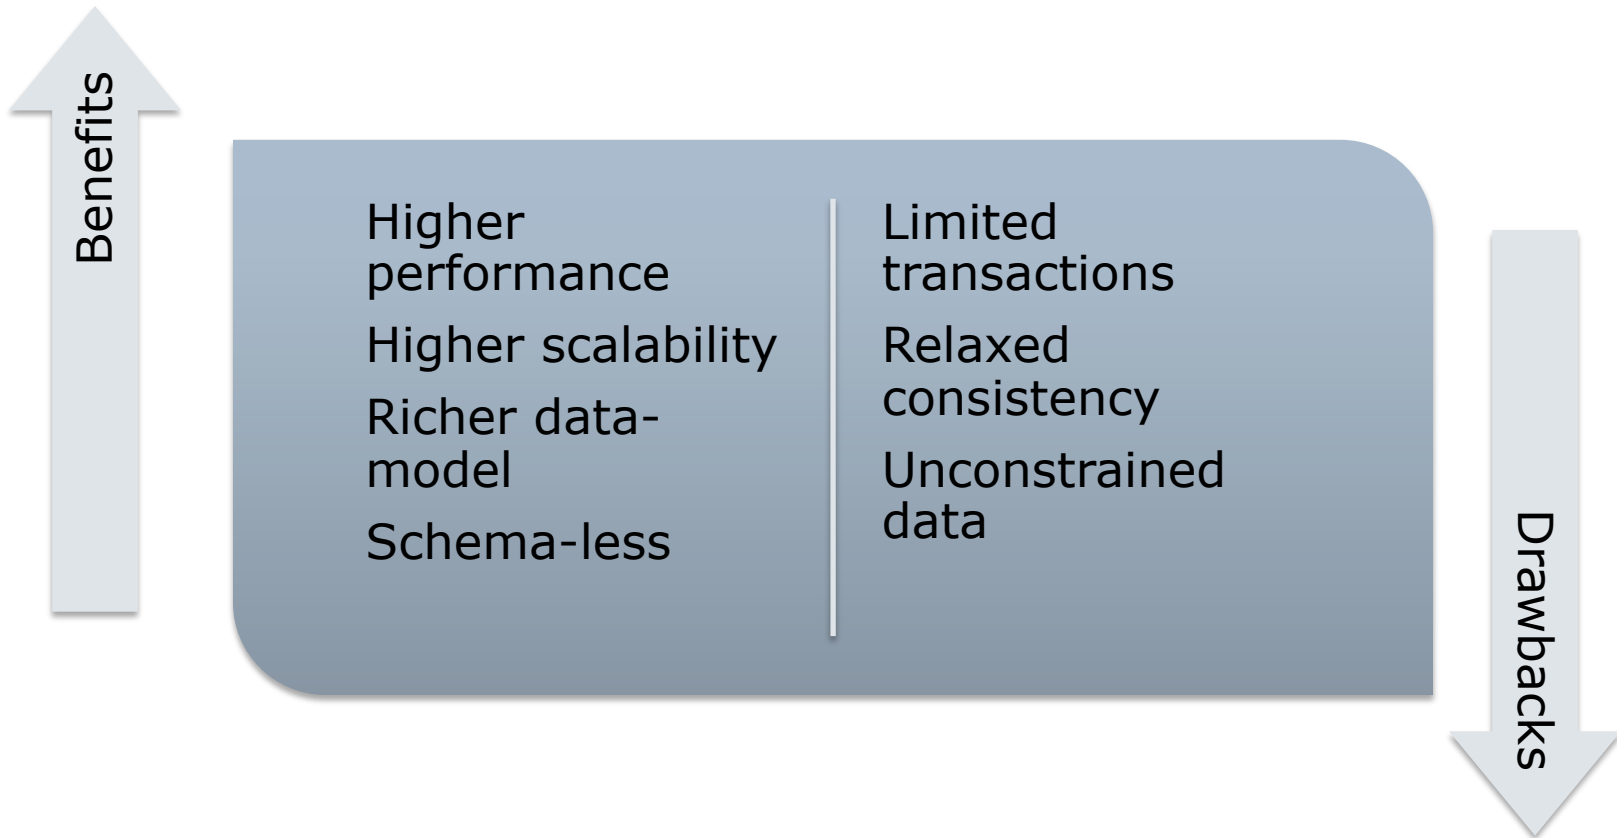 Benefits
Higher
performance
Higher scalability
Richer data-
model
Schema-less
Limited
transactions
Relaxed
consistency
Unconstrained
data
Drawbacks